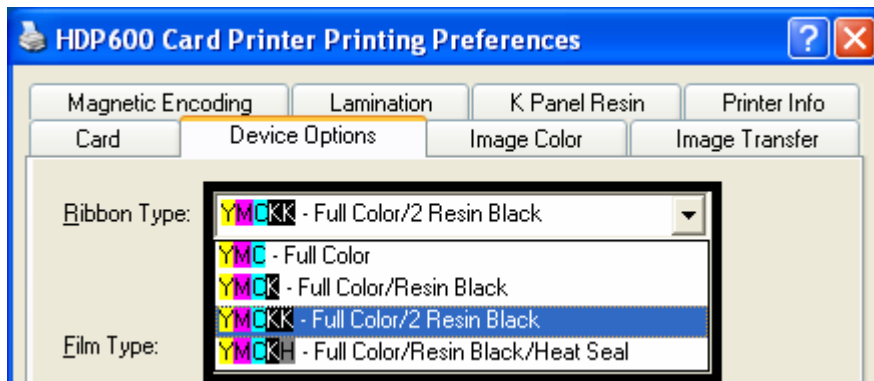 HDP600 Card Printer Printing Preferences
Magnetic Encoding Lamination K Panel Resin Printer Info
Card Device Options Image Color Image Transfer
Ribbon Type: YMCKK - Full Color/2 Resin Black
YMC - Full Color
YMCK - Full Color/Resin Black
YMCKK - Full Color/2 Resin Black
Film Type: YMCKH - Full Color/Resin Black/Heat Seal